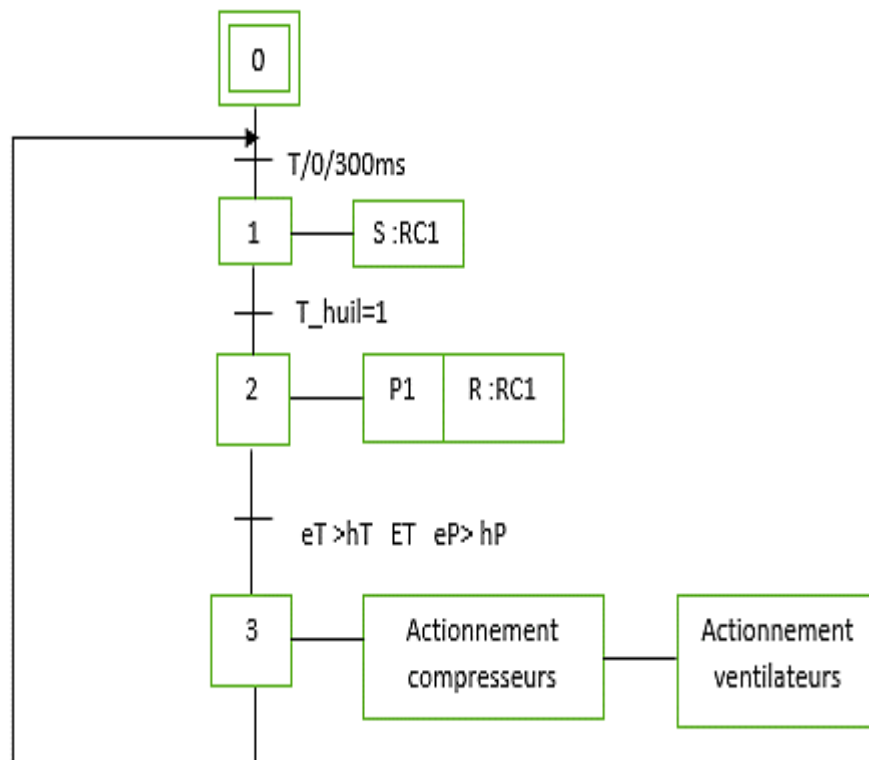 0
T/0/300ms
1
S :RC1
T_huil=1
2
P1
R :RC1
eT >hT ET eP> hP
3
Actionnement
compresseurs
Actionnement
ventilateurs